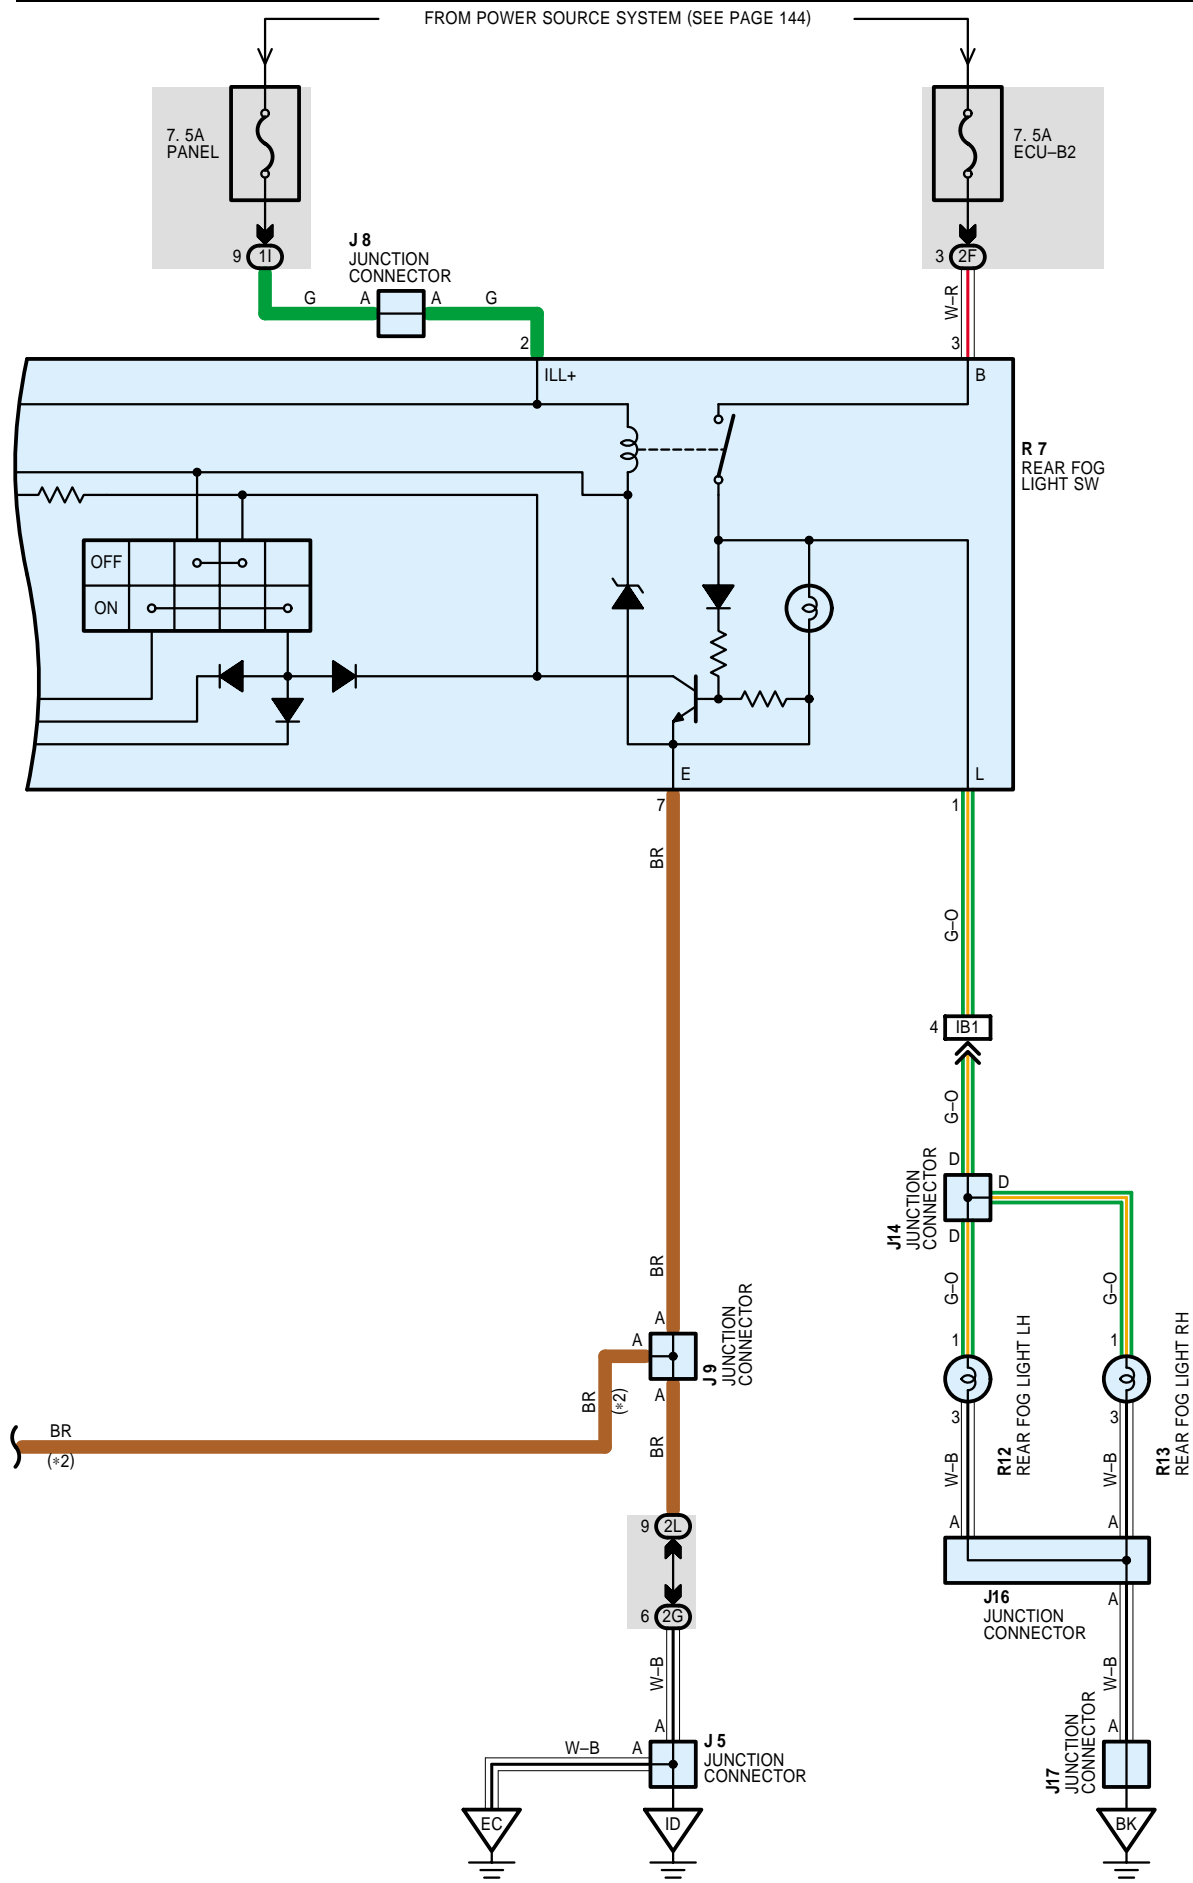 FROM POWER SOURCE SYSTEM (SEE PAGE 144)
7. 5A
PANEL
7. 5A
ECU–B2
9 1I
J 8
JUNCTION
CONNECTOR
3 2F
G A A G
W–R
2
3
ILL+
B
R 7
REAR FOG
LIGHT SW
OFF
ON
E
L
7
1
BR
G–O
4 IB1
G–O
D
D
J14
JUNCTION
CONNECTOR
D
BR
G–O
G–O
A
A
J 9
JUNCTION
CONNECTOR
A
1
1
BR
(*2)
3
3
R12
REAR FOG LIGHT LH
R13
REAR FOG LIGHT RH
BR
(*2)
BR
W–B
W–B
9 2L
A
A
6 2G
J16
JUNCTION
CONNECTOR
A
W–B
W–B
A
J 5
JUNCTION
CONNECTOR
W–B A
A
J17
JUNCTION
CONNECTOR
EC
ID
BK